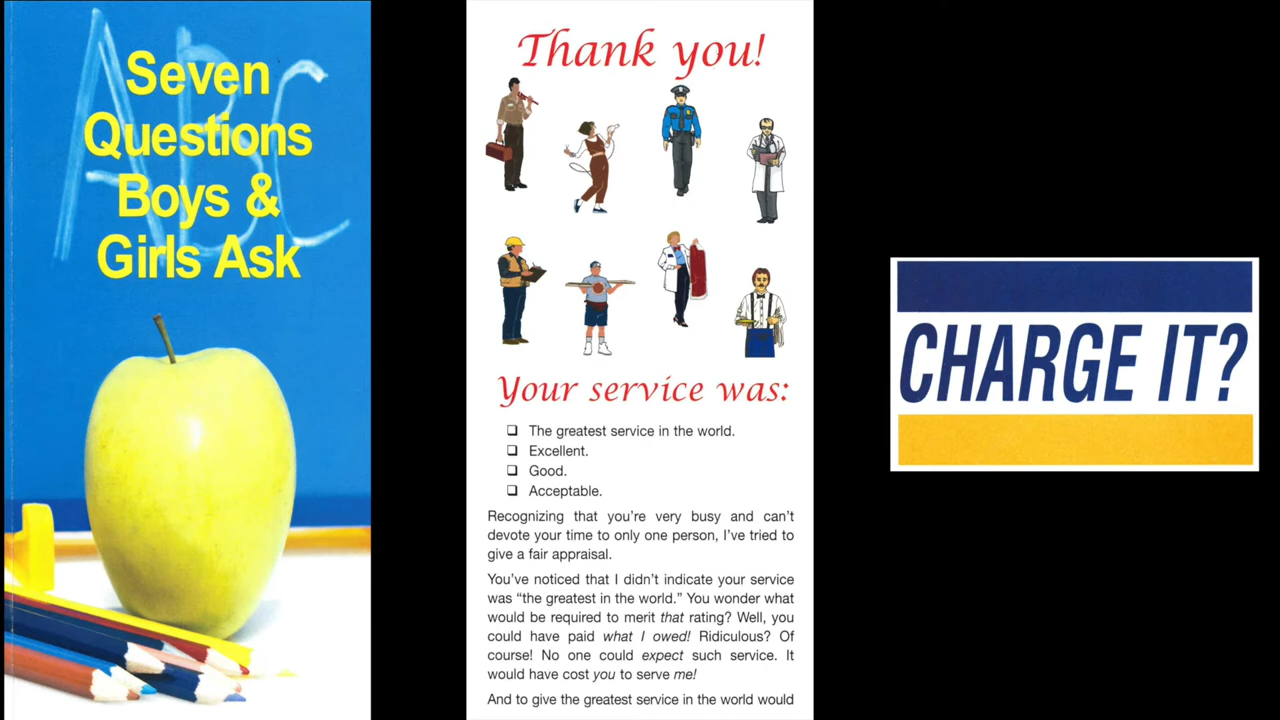 ABC
Seven
Questions
Boys &
Girls Ask
Thank you!
Your service was:
❑ The greatest service in the world.
❑ Excellent.
❑ Good.
❑ Acceptable.
Recognizing that you’re very busy and can’t
devote your time to only one person, I’ve tried to
give a fair appraisal.
You’ve noticed that I didn’t indicate your service
was “the greatest in the world.” You wonder what
would be required to merit that rating? Well, you
could have paid what I owed! Ridiculous? Of
course! No one could expect such service. It
would have cost you to serve me!
And to give the greatest service in the world would
CHARGE IT?